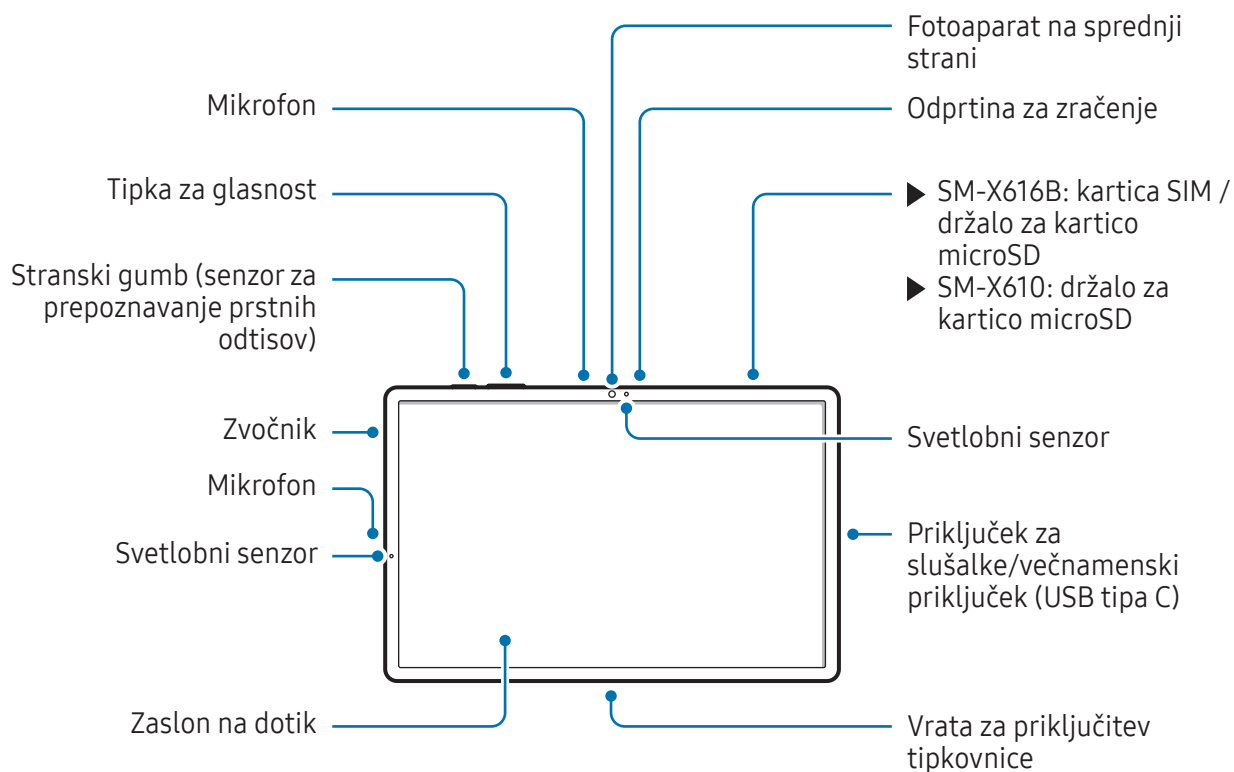 Mikrofon
Tipka za glasnost
Stranski gumb (senzor za
prepoznavanje prstnih
odtisov)
Zvočnik
Mikrofon
Svetlobni senzor
Zaslon na dotik
Fotoaparat na sprednji
strani
Odprtina za zračenje
SM-X616B: kartica SIM /
držalo za kartico
microSD
SM-X610: držalo za
kartico microSD
Svetlobni senzor
Priključek za
slušalke/večnamenski
priključek (USB tipa C)
Vrata za priključitev
tipkovnice